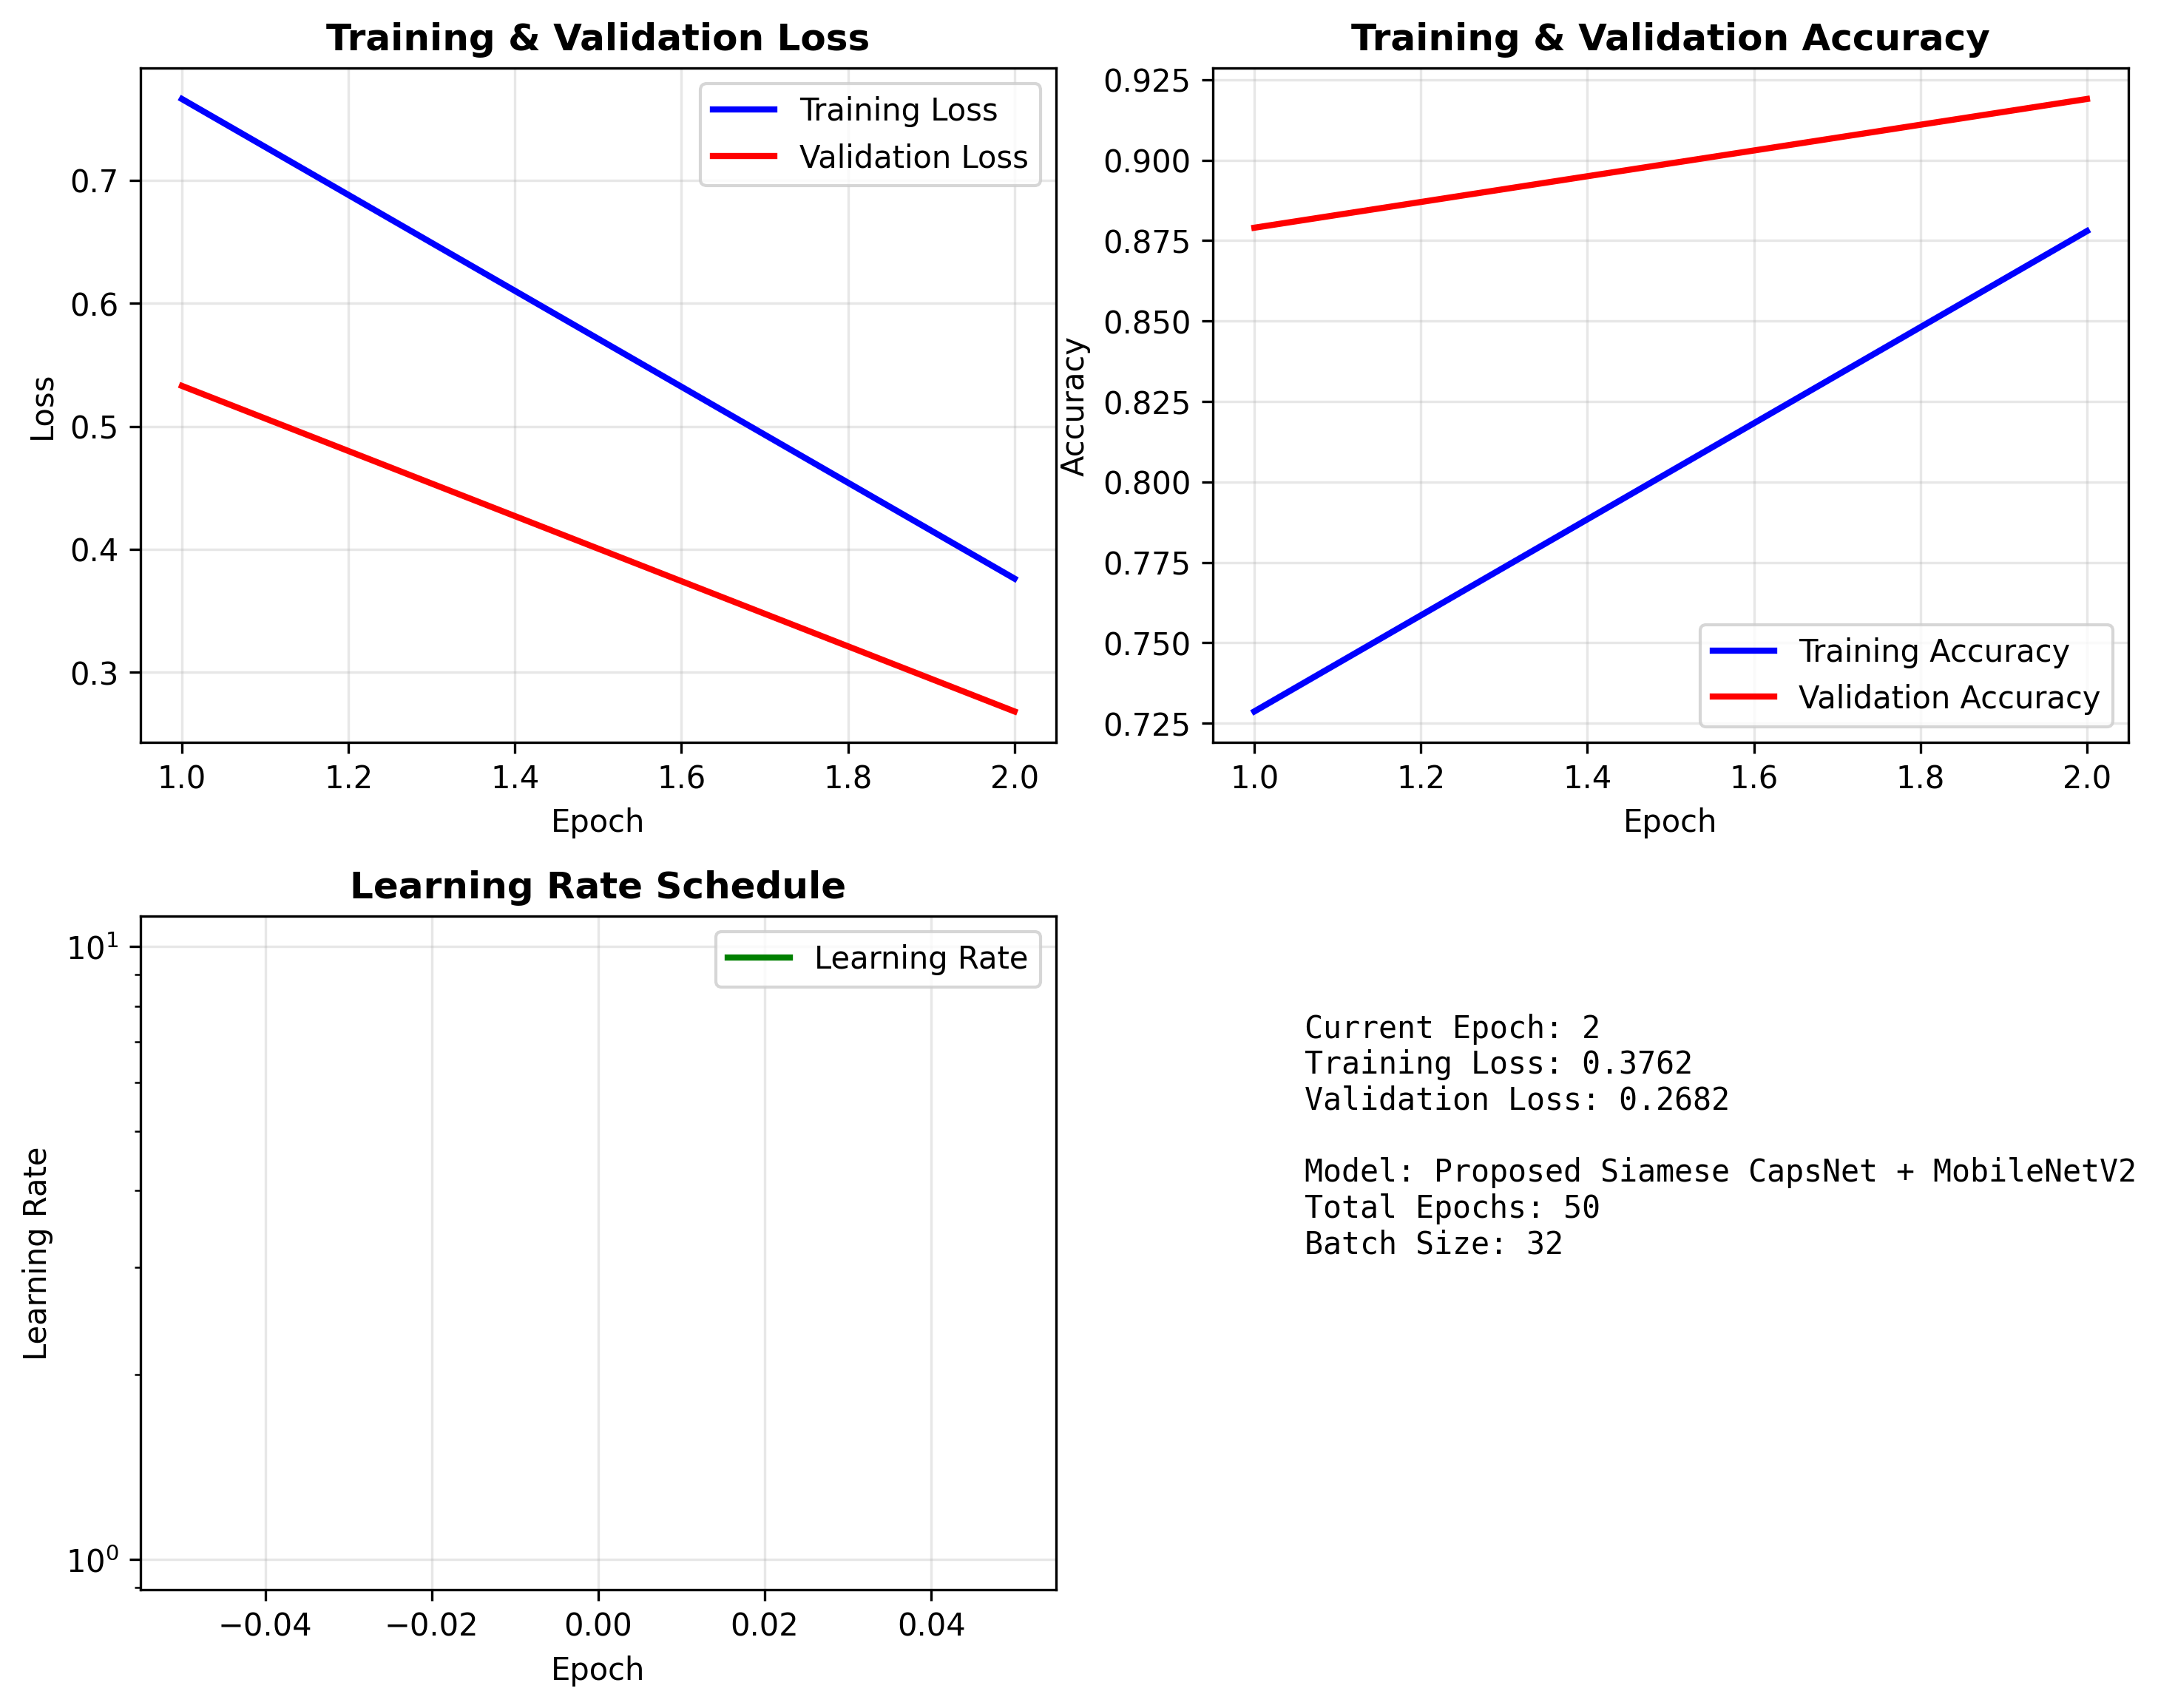 Training & Validation Loss
Training Loss
Validation Loss
0.7
0.6
0.5
0.4
0.3
Loss
1.0 1.2 1.4 1.6 1.8 2.0
Epoch
Training & Validation Accuracy
0.925
0.900
0.875
0.850
0.825
0.800
0.775
0.750
0.725
Accuracy
Training Accuracy
Validation Accuracy
1.0 1.2 1.4 1.6 1.8 2.0
Epoch
Learning Rate Schedule
Learning Rate
10¹
10⁰
Learning Rate
−0.04 −0.02 0.00 0.02 0.04
Epoch
Current Epoch: 2
Training Loss: 0.3762
Validation Loss: 0.2682
Model: Proposed Siamese CapsNet + MobileNetV2
Total Epochs: 50
Batch Size: 32